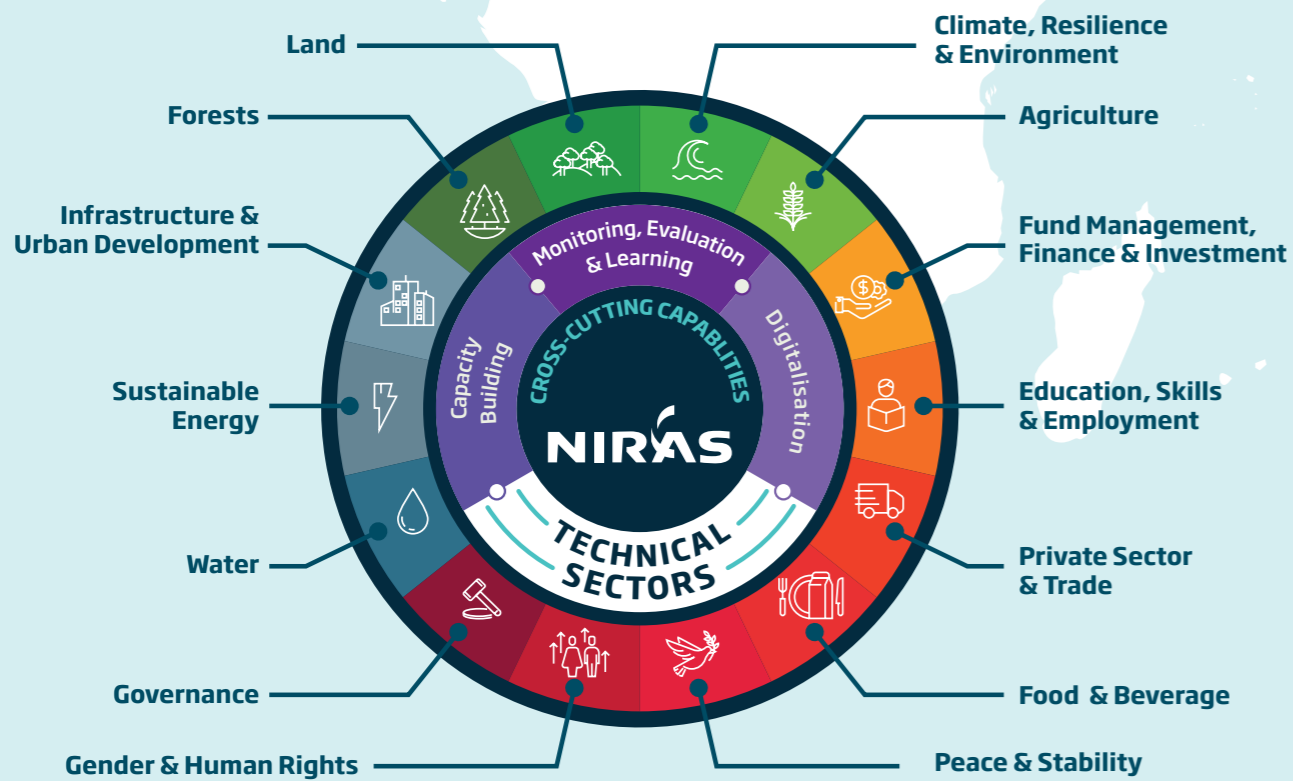 Land
Forests
Infrastructure &
Urban Development
Sustainable
Energy
Water
Governance
Gender & Human Rights
Climate, Resilience
& Environment
Agriculture
Fund Management,
Finance & Investment
Education, Skills
& Employment
Private Sector
& Trade
Food & Beverage
Peace & Stability
Monitoring, Evaluation
& Learning
Capacity
Building
Digitalisation
CROSS-CUTTING CAPABLITIES
NIRAS
TECHNICAL
SECTORS
$